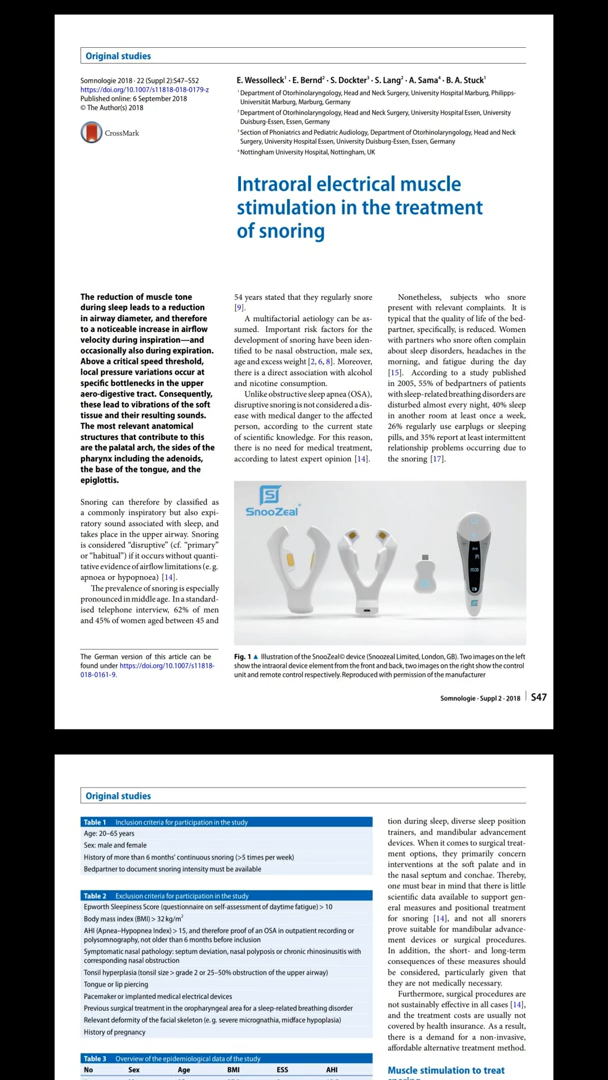 Original studies
Somnologie 2018 · 22 (Suppl 2):S47–S52
https://doi.org/10.1007/s11818-018-0179-z
Published online: 6 September 2018
© The Author(s) 2018
CrossMark
E. Wessolleck¹ · E. Bernd² · S. Dockter³ · S. Lang² · A. Sama⁴ · B. A. Stuck¹
¹ Department of Otorhinolaryngology, Head and Neck Surgery, University Hospital Marburg, Philipps-
Universität Marburg, Marburg, Germany
² Department of Otorhinolaryngology, Head and Neck Surgery, University Hospital Essen, University
Duisburg-Essen, Essen, Germany
³ Section of Phoniatrics and Pediatric Audiology, Department of Otorhinolaryngology, Head and Neck
Surgery, University Hospital Essen, University Duisburg-Essen, Essen, Germany
⁴ Nottingham University Hospital, Nottingham, UK
Intraoral electrical muscle
stimulation in the treatment
of snoring
The reduction of muscle tone
during sleep leads to a reduction
in airway diameter, and therefore
to a noticeable increase in airflow
velocity during inspiration—and
occasionally also during expiration.
Above a critical speed threshold,
local pressure variations occur at
specific bottlenecks in the upper
aero-digestive tract. Consequently,
these lead to vibrations of the soft
tissue and their resulting sounds.
The most relevant anatomical
structures that contribute to this
are the palatal arch, the sides of the
pharynx including the adenoids,
the base of the tongue, and the
epiglottis.
Snoring can therefore by classified as
a commonly inspiratory but also expi-
ratory sound associated with sleep, and
takes place in the upper airway. Snoring
is considered "disruptive" (cf. "primary"
or "habitual") if it occurs without quanti-
tative evidence of airflow limitations (e. g.
apnoea or hypopnoea) [14].
The prevalence of snoring is especially
pronounced in middle age. In a standard-
ised telephone interview, 62% of men
and 45% of women aged between 45 and
The German version of this article can be
found under https://doi.org/10.1007/s11818-
018-0161-9.
54 years stated that they regularly snore
[9].
A multifactorial aetiology can be as-
sumed. Important risk factors for the
development of snoring have been iden-
tified to be nasal obstruction, male sex,
age and excess weight [2, 6, 8]. Moreover,
there is a direct association with alcohol
and nicotine consumption.
Unlike obstructive sleep apnea (OSA),
disruptive snoring is not considered a dis-
ease with medical danger to the affected
person, according to the current state
of scientific knowledge. For this reason,
there is no need for medical treatment,
according to latest expert opinion [14].
Nonetheless, subjects who snore
present with relevant complaints. It is
typical that the quality of life of the bed-
partner, specifically, is reduced. Women
with partners who snore often complain
about sleep disorders, headaches in the
morning, and fatigue during the day
[15]. According to a study published
in 2005, 55% of bedpartners of patients
with sleep-related breathing disorders are
disturbed almost every night, 40% sleep
in another room at least once a week,
26% regularly use earplugs or sleeping
pills, and 35% report at least intermittent
relationship problems occurring due to
the snoring [17].
SnooZeal
Fig. 1 ▲ Illustration of the SnooZeal© device (Snoozeal Limited, London, GB). Two images on the left
show the intraoral device element from the front and back, two images on the right show the control
unit and remote control respectively. Reproduced with permission of the manufacturer
Somnologie · Suppl 2 · 2018 | S47
Original studies
Table 1 Inclusion criteria for participation in the study
Age: 20–65 years
Sex: male and female
History of more than 6 months' continuous snoring (>5 times per week)
Bedpartner to document snoring intensity must be available
Table 2 Exclusion criteria for participation in the study
Epworth Sleepiness Score (questionnaire on self-assessment of daytime fatigue) > 10
Body mass index (BMI) > 32 kg/m²
AHI (Apnea–Hypopnea Index) > 15, and therefore proof of an OSA in outpatient recording or
polysomnography, not older than 6 months before inclusion
Symptomatic nasal pathology: septum deviation, nasal polyposis or chronic rhinosinusitis with
corresponding nasal obstruction
Tonsil hyperplasia (tonsil size > grade 2 or 25–50% obstruction of the upper airway)
Tongue or lip piercing
Pacemaker or implanted medical electrical devices
Previous surgical treatment in the oropharyngeal area for a sleep-related breathing disorder
Relevant deformity of the facial skeleton (e. g. severe micrognathia, midface hypoplasia)
History of pregnancy
Table 3 Overview of the epidemiological data of the study
No Sex Age BMI ESS AHI
tion during sleep, diverse sleep position
trainers, and mandibular advancement
devices. When it comes to surgical treat-
ment options, they primarily concern
interventions at the soft palate and in
the nasal septum and conchae. Thereby,
one must bear in mind that there is little
scientific data available to support gen-
eral measures and positional treatment
for snoring [14], and not all snorers
prove suitable for mandibular advance-
ment devices or surgical procedures.
In addition, the short- and long-term
consequences of these measures should
be considered, particularly given that
they are not medically necessary.
Furthermore, surgical procedures are
not sustainably effective in all cases [14],
and the treatment costs are usually not
covered by health insurance. As a result,
there is a demand for a non-invasive,
affordable alternative treatment method.
Muscle stimulation to treat